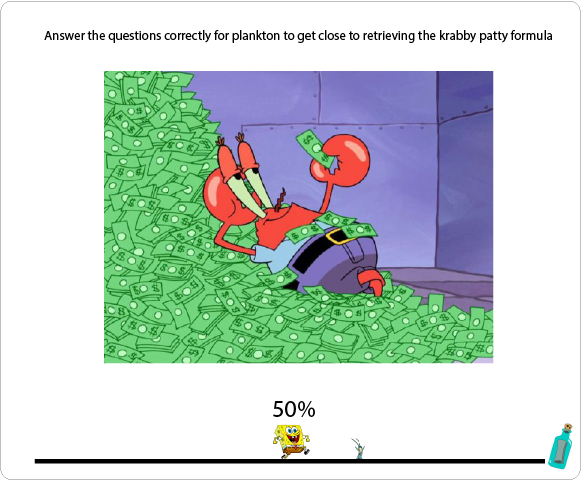 Answer the questions correctly for plankton to get close to retrieving the krabby patty formula
50%